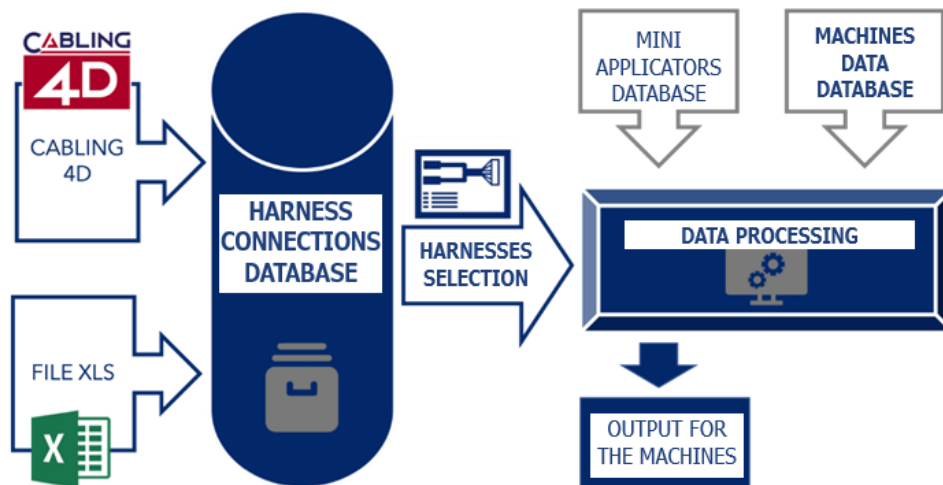 CABLING
4D
CABLING
4D
FILE XLS
X
HARNESS
CONNECTIONS
DATABASE
HARNESSES
SELECTION
MINI
APPLICATORS
DATABASE
MACHINES
DATA
DATABASE
DATA PROCESSING
OUTPUT FOR
THE MACHINES